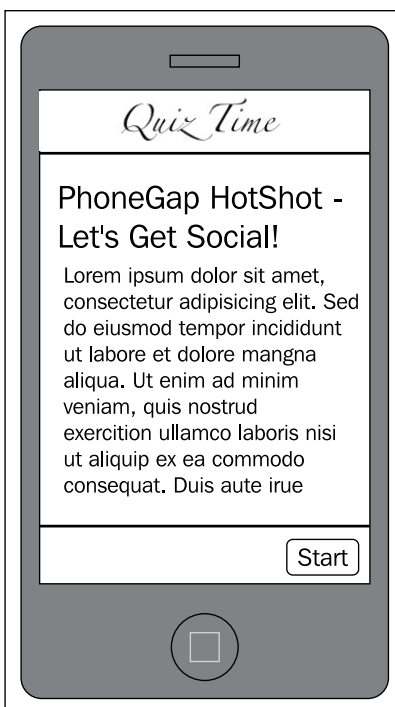 Quiz Time
PhoneGap HotShot -
Let's Get Social!
Lorem ipsum dolor sit amet,
consectetur adipisicing elit. Sed
do eiusmod tempor incididunt
ut labore et dolore mangna
aliqua. Ut enim ad minim
veniam, quis nostrud
exercition ullamco laboris nisi
ut aliquip ex ea commodo
consequat. Duis aute irue
Start